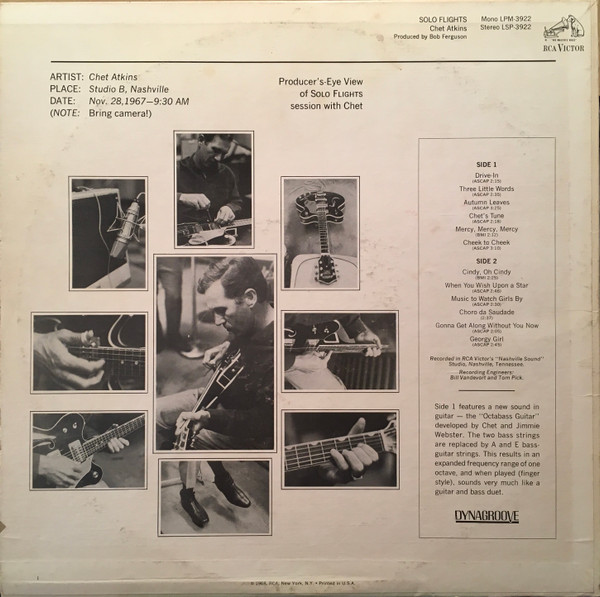 SOLO FLIGHTS
Chet Atkins
Produced by Bob Ferguson
Mono LPM-3922
Stereo LSP-3922
RCA VICTOR
ARTIST: Chet Atkins
PLACE: Studio B, Nashville
DATE: Nov. 28, 1967—9:30 AM
(NOTE: Bring camera!)
Producer's-Eye View
of SOLO FLIGHTS
session with Chet
SIDE 1
Drive-In
Three Little Words
Autumn Leaves
Chet's Tune
Mercy, Mercy, Mercy
Cheek to Cheek
SIDE 2
Cindy, Oh Cindy
When You Wish Upon a Star
Music to Watch Girls By
Choro da Saudade
Gonna Get Along Without You Now
Georgy Girl
Recorded in RCA Victor's "Nashville Sound"
Studio, Nashville, Tennessee.
Recording Engineers:
Bill Vandevort and Tom Pick.
Side 1 features a new sound in
guitar — the "Octabass Guitar"
developed by Chet and Jimmie
Webster. The two bass strings
are replaced by A and E bass-
guitar strings. This results in an
expanded frequency range of one
octave, and when played (finger
style), sounds very much like a
guitar and bass duet.
DYNAGROOVE
RCA, New York, N.Y. • Printed in U.S.A.